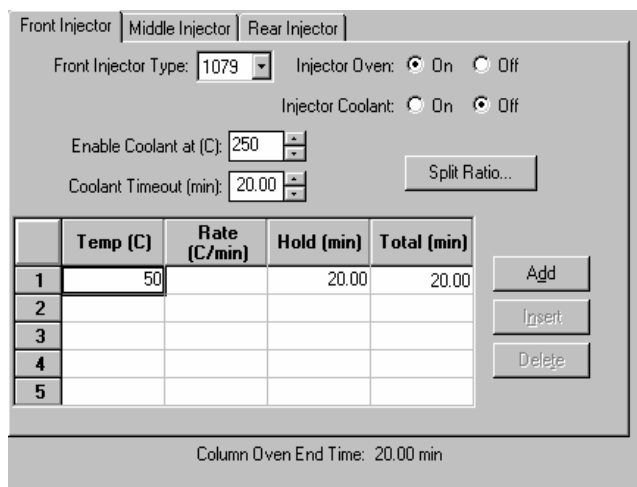 Front Injector Middle Injector Rear Injector
Front Injector Type: 1079 Injector Oven: On Off
Injector Coolant: On Off
Enable Coolant at (C): 250
Coolant Timeout (min): 20.00 Split Ratio...
Temp (C) Rate (C/min) Hold (min) Total (min)
1 50 20.00 20.00 Add
2 Insert
3
4 Delete
5
Column Oven End Time: 20.00 min